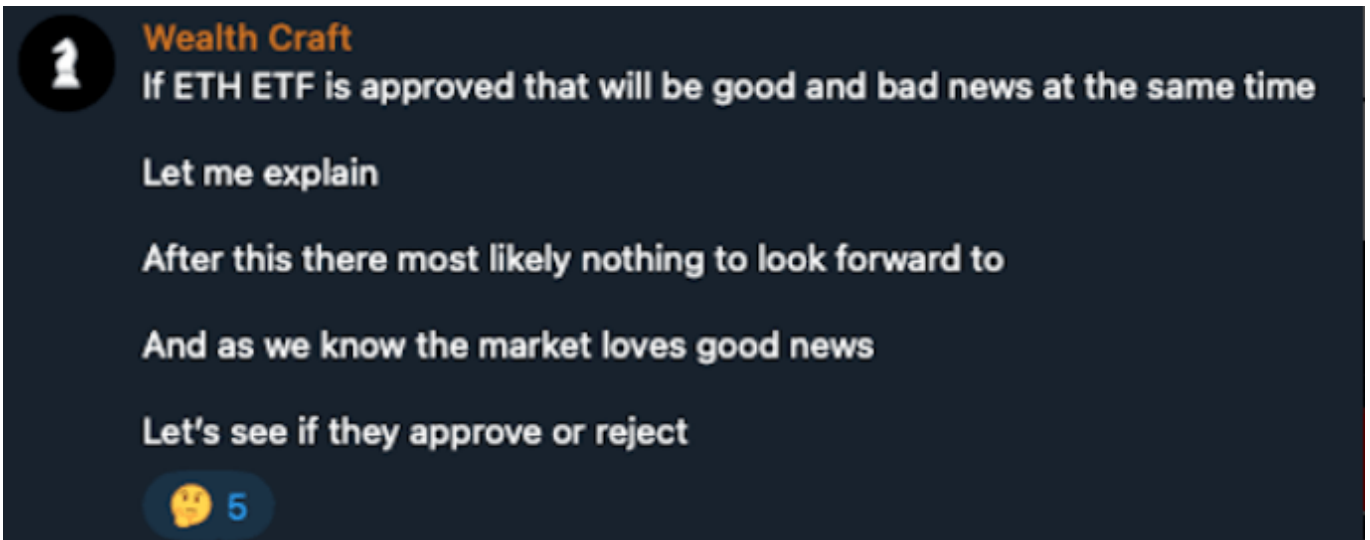 Wealth Craft
If ETH ETF is approved that will be good and bad news at the same time
Let me explain
After this there most likely nothing to look forward to
And as we know the market loves good news
Let's see if they approve or reject
🤔 5